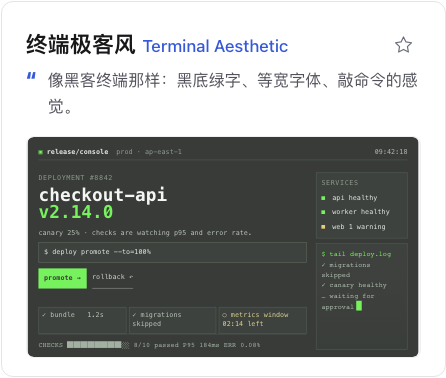 终端极客风 Terminal Aesthetic
“ 像黑客终端那样：黑底绿字、等宽字体、敲命令的感
觉。
release/console prod · ap-east-1 09:42:18
DEPLOYMENT #8842
checkout-api
v2.14.0
canary 25% · checks are watching p95 and error rate.
$ deploy promote --to=100%
promote → rollback ↶
✓ bundle 1.2s
✓ migrations
skipped
○ metrics window
02:14 left
CHECKS 8/10 passed P95 184ms ERR 0.08%
SERVICES
api healthy
worker healthy
web 1 warning
$ tail deploy.log
✓ migrations
skipped
✓ canary healthy
… waiting for
approval